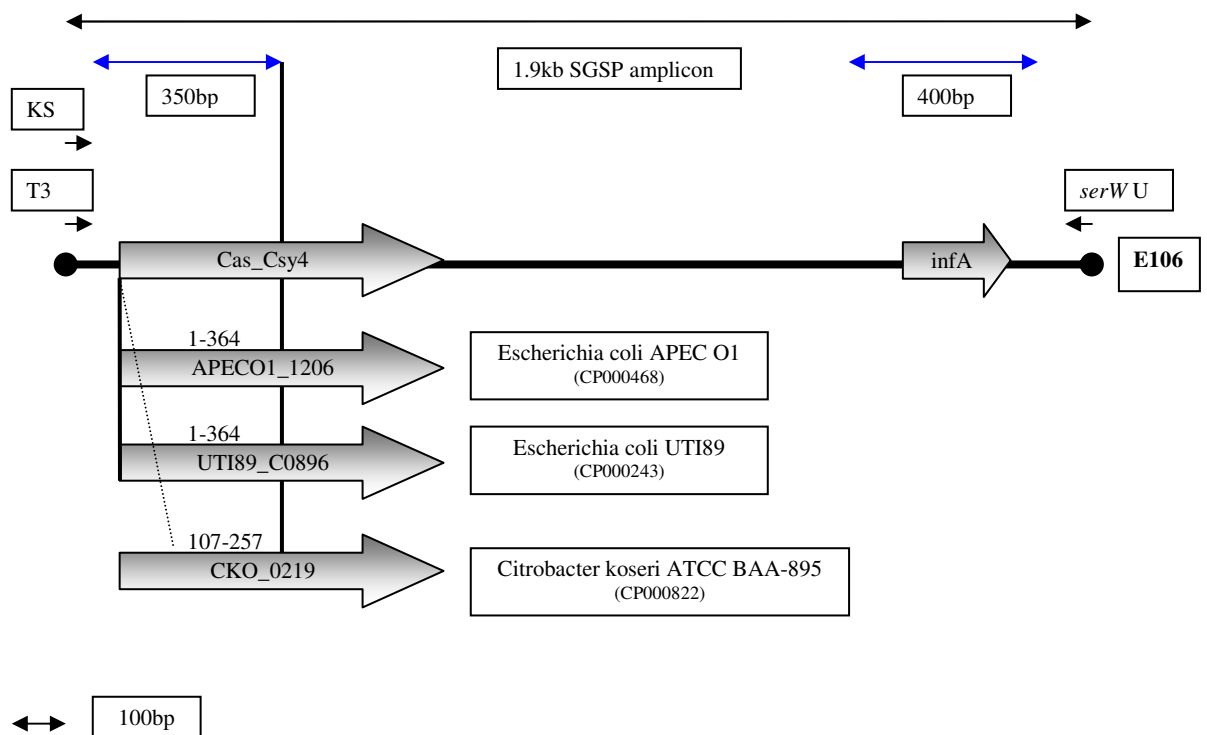 1.9kb SGSP amplicon
350bp
400bp
KS
T3
serW U
Cas_Csy4
infA
E106
1-364
APECO1_1206
Escherichia coli APEC O1
(CP000468)
1-364
UTI89_C0896
Escherichia coli UTI89
(CP000243)
107-257
CKO_0219
Citrobacter koseri ATCC BAA-895
(CP000822)
100bp